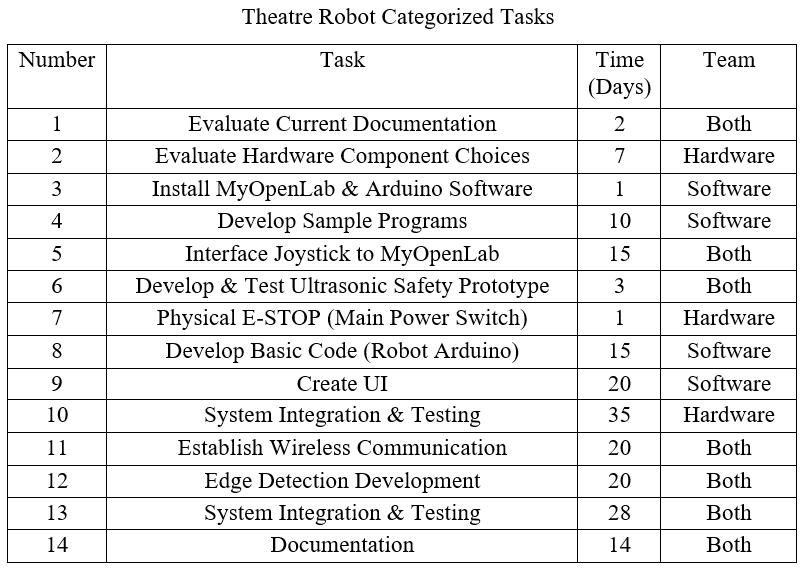 Theatre Robot Categorized Tasks
Number Task Time (Days) Team
1 Evaluate Current Documentation 2 Both
2 Evaluate Hardware Component Choices 7 Hardware
3 Install MyOpenLab & Arduino Software 1 Software
4 Develop Sample Programs 10 Software
5 Interface Joystick to MyOpenLab 15 Both
6 Develop & Test Ultrasonic Safety Prototype 3 Both
7 Physical E-STOP (Main Power Switch) 1 Hardware
8 Develop Basic Code (Robot Arduino) 15 Software
9 Create UI 20 Software
10 System Integration & Testing 35 Hardware
11 Establish Wireless Communication 20 Both
12 Edge Detection Development 20 Both
13 System Integration & Testing 28 Both
14 Documentation 14 Both